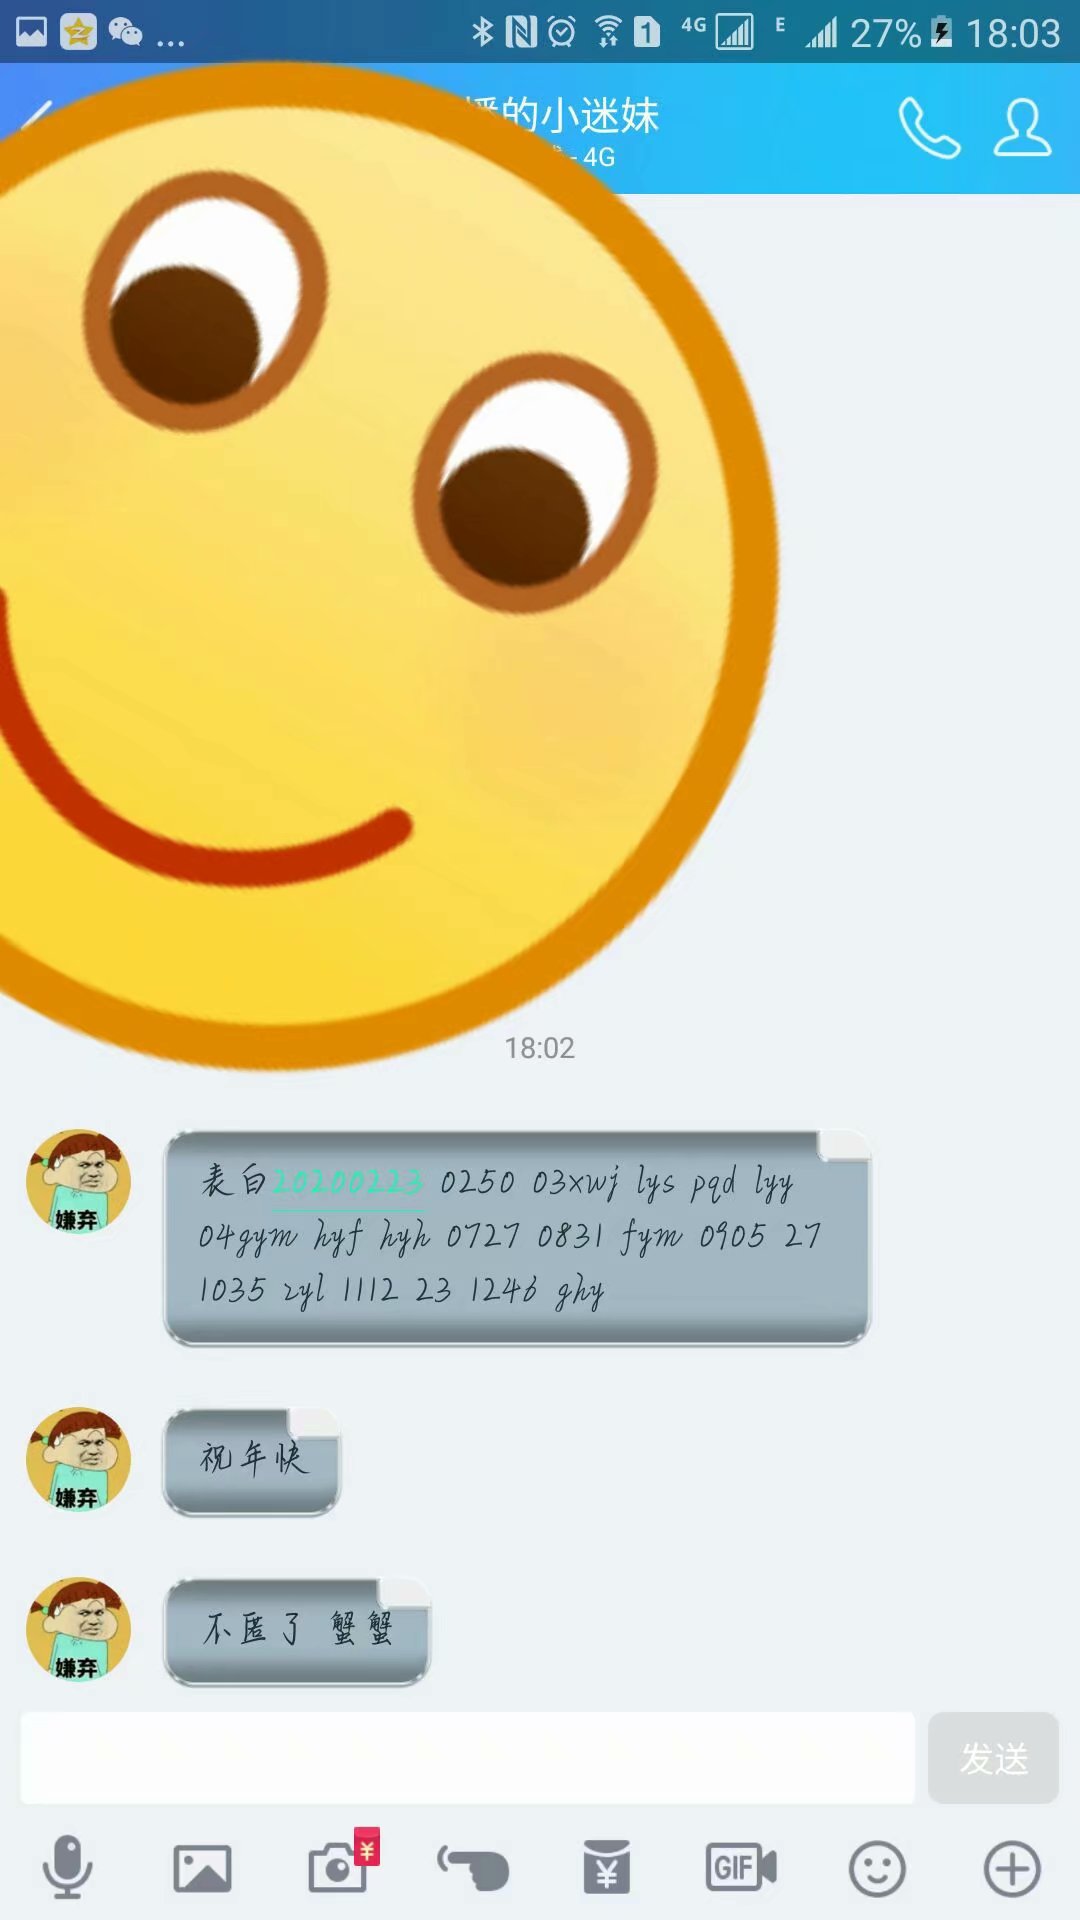 4G 1 E 27% 18:03
的小迷妹
- 4G
18:02
表白20200223 0250 03xwj lys pqd lyy
04gym hyf hyh 0727 0831 fym 0905 27
1035 zyl 1112 23 1246 ghy
嫌弃
祝年快
嫌弃
不匿了 蟹蟹
嫌弃
发送
¥
¥
GIF